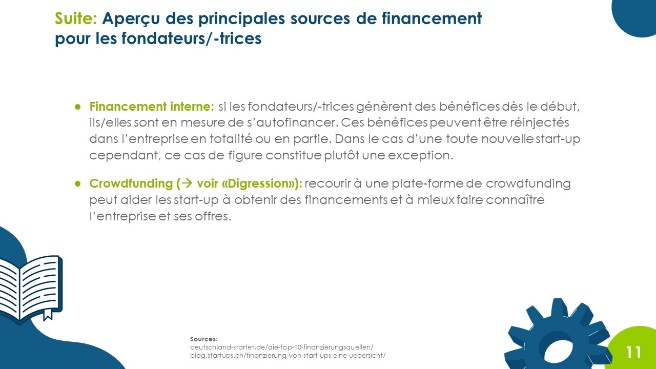 Suite: Aperçu des principales sources de financement
pour les fondateurs/-trices
● Financement interne: si les fondateurs/-trices génèrent des bénéfices dès le début,
ils/elles sont en mesure de s’autofinancer. Ces bénéfices peuvent être réinjectés
dans l’entreprise en totalité ou en partie. Dans le cas d’une toute nouvelle start-up
cependant, ce cas de figure constitue plutôt une exception.
● Crowdfunding (→ voir «Digression»): recourir à une plate-forme de crowdfunding
peut aider les start-up à obtenir des financements et à mieux faire connaître
l’entreprise et ses offres.
Sources:
deutschland-startet.de/die-top-10-finanzierungsquellen/
blog.startups.ch/finanzierung-von-start-ups-eine-uebersicht/
11